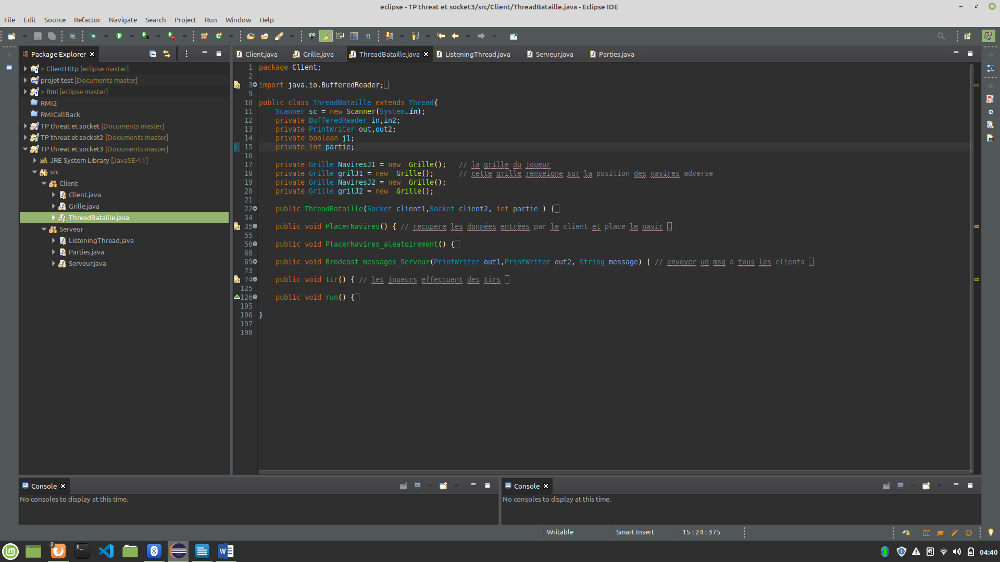 eclipse - TP threat et socket3/src/Client/ThreadBataille.java - Eclipse IDE
File Edit Source Refactor Navigate Search Project Run Window Help
Package Explorer
> ClientHttp [eclipse master]
projet test [Documents master]
> Rmi [eclipse master]
RMI2
RMICallBack
TP threat et socket [Documents master]
TP threat et socket2 [Documents master]
TP threat et socket3 [Documents master]
JRE System Library [JavaSE-11]
src
Client
Client.java
Grille.java
ThreadBataille.java
Serveur
ListeningThread.java
Parties.java
Serveur.java
Client.java Grille.java ThreadBataille.java ListeningThread.java Serveur.java Parties.java
1 package Client;
2
3 import java.io.BufferedReader;
9
10 public class ThreadBataille extends Thread{
11 Scanner sc = new Scanner(System.in);
12 private BufferedReader in,in2;
13 private PrintWriter out,out2;
14 private boolean j1;
15 private int partie;
16
17 private Grille NaviresJ1 = new  Grille();   // la grille du joueur
18 private Grille grilJ1 = new  Grille();      // cette grille renseigne sur la position des navires adverse
19 private Grille NaviresJ2 = new  Grille();
20 private Grille grilJ2 = new  Grille();
21
22 public ThreadBataille(Socket client1,Socket client2, int partie ) {
34
35 public void PlacerNavires() { // recupere les données entrées par le client et place le navir
55
56 public void PlacerNavires_aleatoirement() {
68
69 public void Brodcast_messages_Serveur(PrintWriter out1,PrintWriter out2, String message) { // envoyer un msg a tous les clients
73
74 public void tir() { // les joueurs effectuent des tirs
125
126 public void run() {
195
196 }
197
198
Console
No consoles to display at this time.
Console
No consoles to display at this time.
Writable Smart Insert 15 : 24 : 375
2
04:40